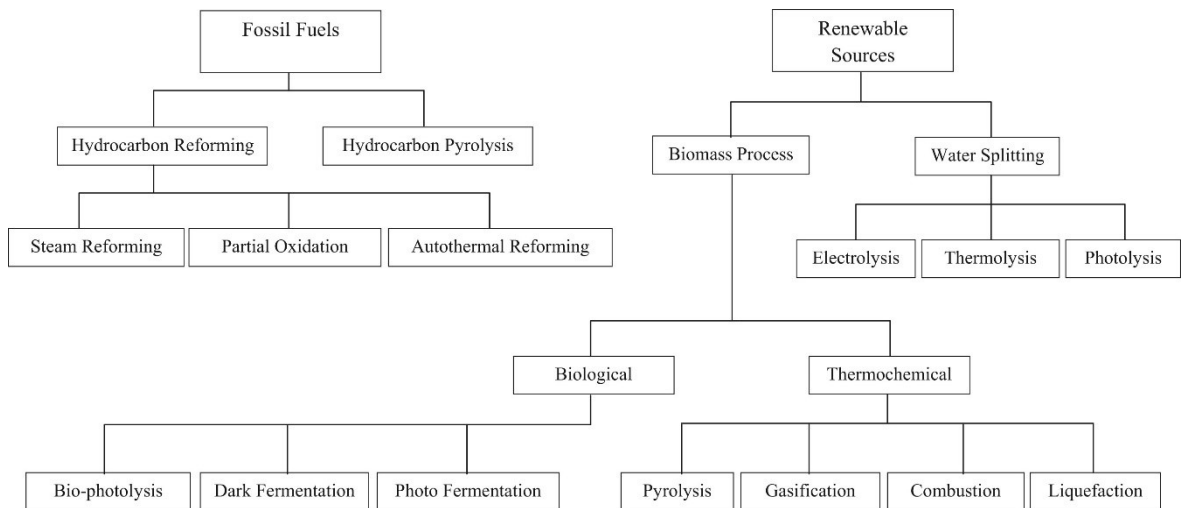 Fossil Fuels
Renewable
Sources
Hydrocarbon Reforming
Hydrocarbon Pyrolysis
Biomass Process
Water Splitting
Steam Reforming
Partial Oxidation
Autothermal Reforming
Electrolysis
Thermolysis
Photolysis
Biological
Thermochemical
Bio-photolysis
Dark Fermentation
Photo Fermentation
Pyrolysis
Gasification
Combustion
Liquefaction